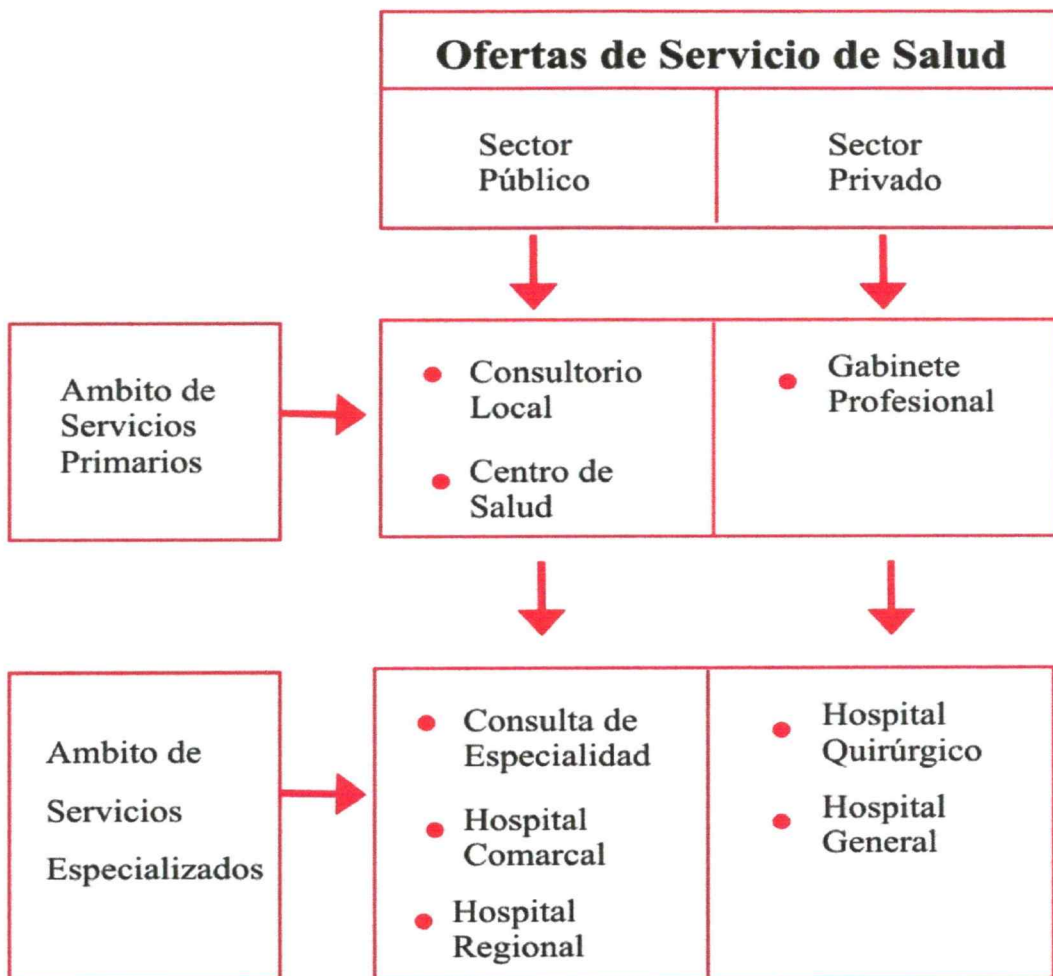 Ofertas de Servicio de Salud
Sector
Público
Sector
Privado
Ambito de
Servicios
Primarios
Consultorio
Local
Centro de
Salud
Gabinete
Profesional
Ambito de
Servicios
Especializados
Consulta de
Especialidad
Hospital
Comarcal
Hospital
Regional
Hospital
Quirúrgico
Hospital
General